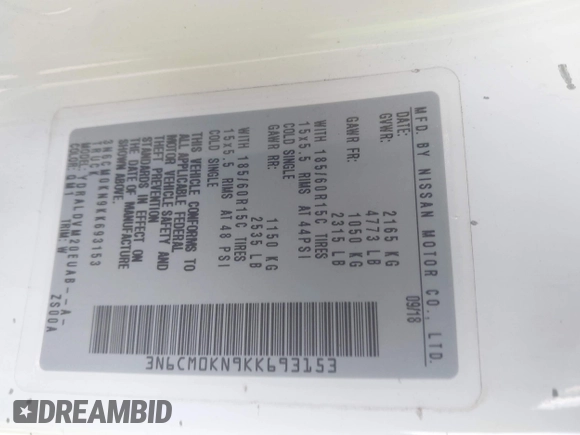 MFD. BY NISSAN MOTOR CO., LTD.
DATE: 09/18
GVWR: 2165 KG
4773 LB
GAWR FR: 1050 KG
2315 LB
WITH 185/60R15C TIRES
15x5.5 RIMS AT 44PSI
COLD SINGLE
GAWR RR: 1150 KG
2535 LB
WITH 185/60R15C TIRES
15x5.5 RIMS AT 48 PSI
COLD SINGLE
THIS VEHICLE CONFORMS TO
ALL APPLICABLE FEDERAL
MOTOR VEHICLE SAFETY AND
THEFT PREVENTION
STANDARDS IN EFFECT ON
THE DATE OF MANUFACTURE
SHOWN ABOVE.
3N6CM0KN9KK693153
TRUCK
MODEL: FDRALDVM20EUAB--A-
COLOR: QM1 TRIM: W 2S00A
3N6CM0KN9KK693153
DREAMBID